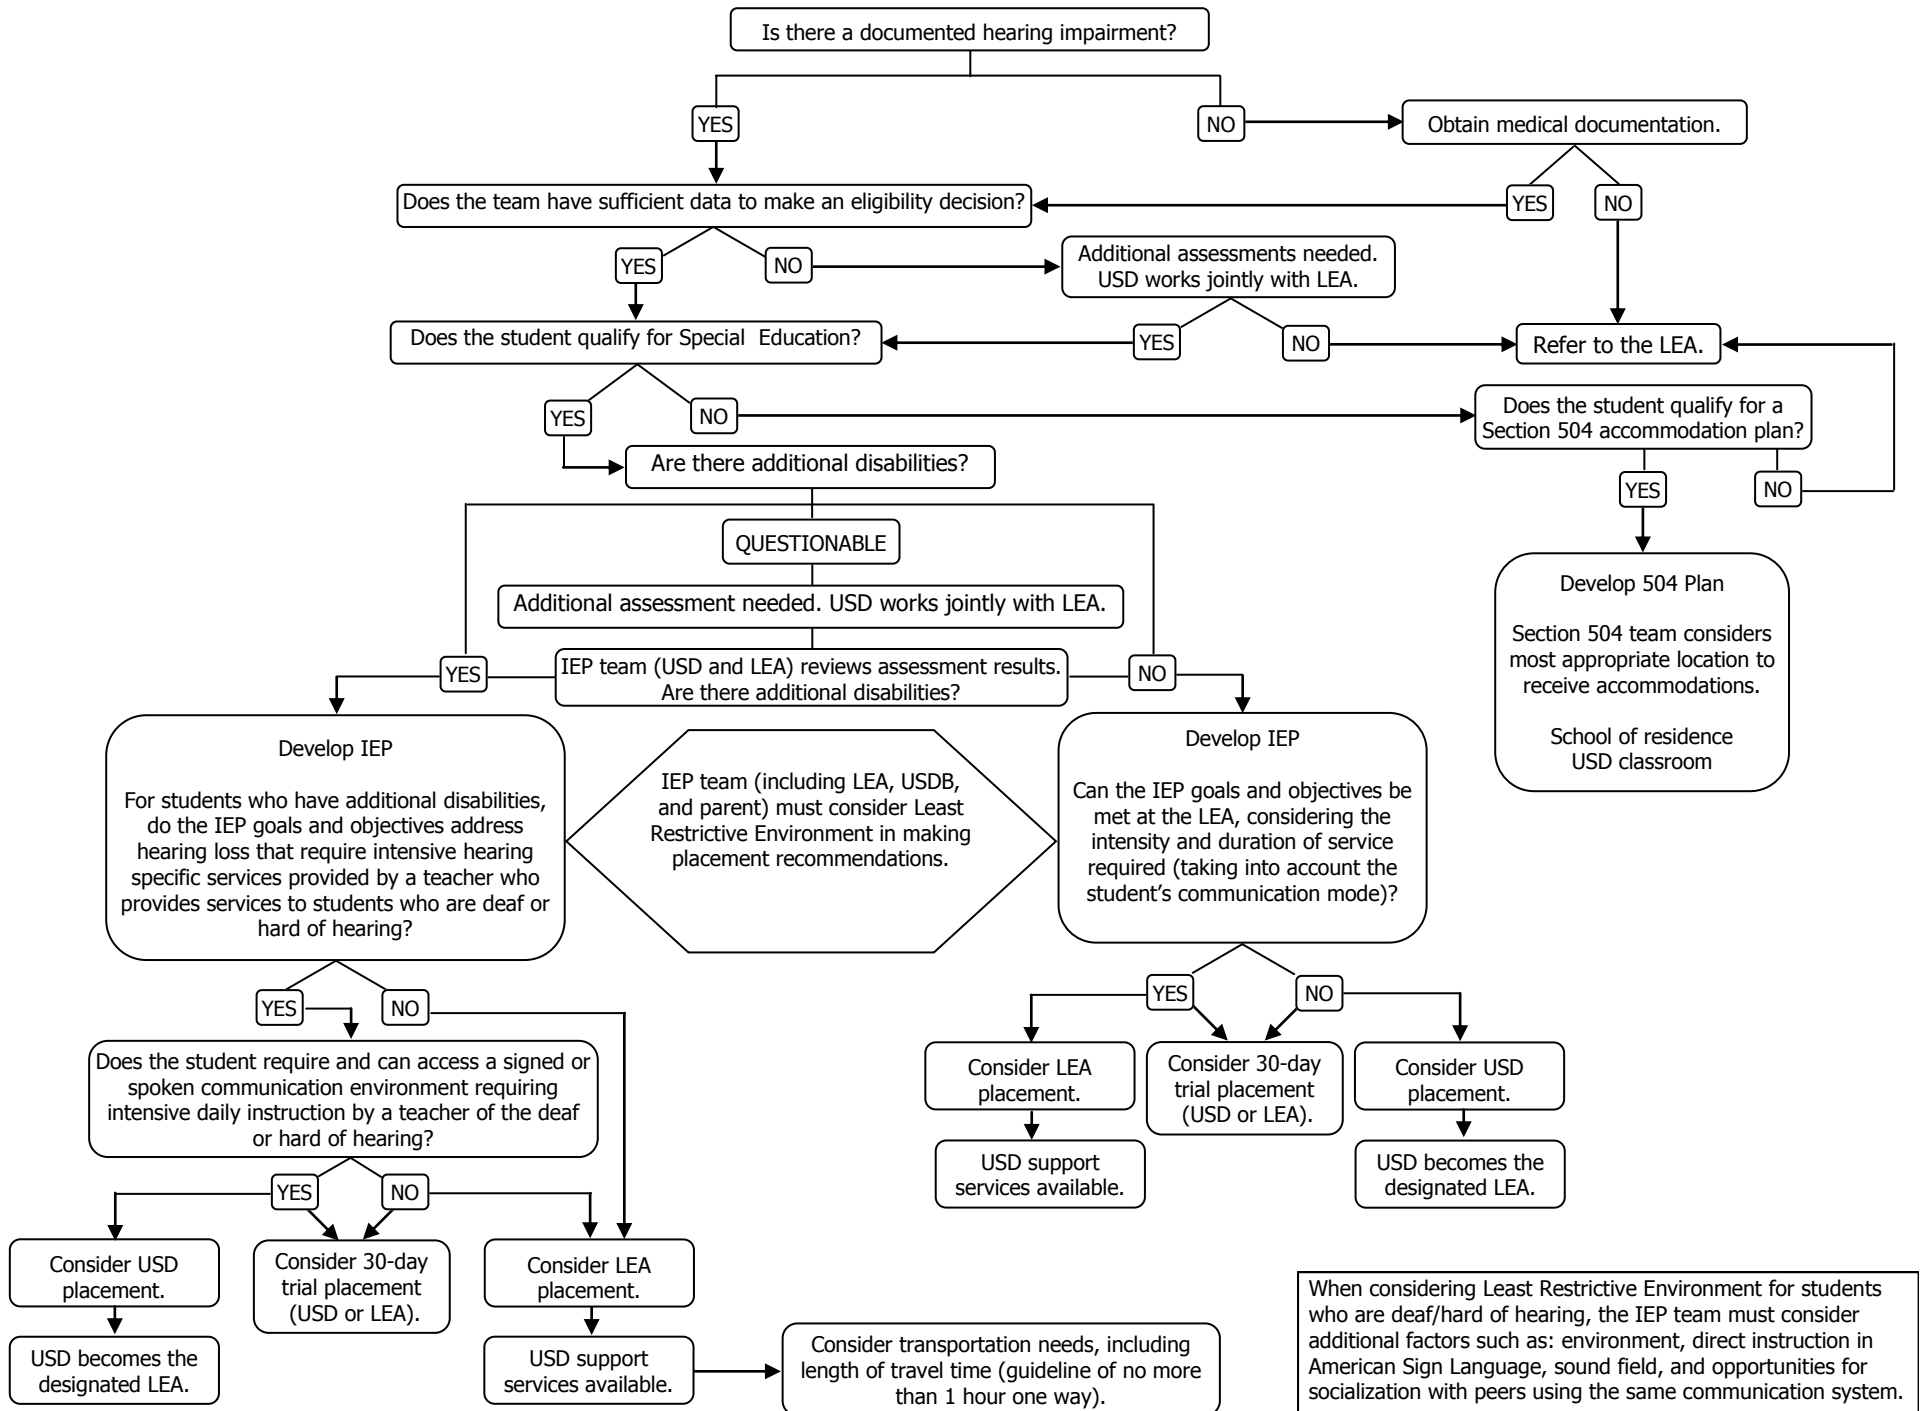 Is there a documented hearing impairment?
YES
NO
Obtain medical documentation.
Does the team have sufficient data to make an eligibility decision?
YES
NO
YES
NO
Additional assessments needed.
USD works jointly with LEA.
Does the student qualify for Special  Education?
YES
NO
Refer to the LEA.
YES
NO
Does the student qualify for a
Section 504 accommodation plan?
Are there additional disabilities?
YES
NO
QUESTIONABLE
Additional assessment needed. USD works jointly with LEA.
YES
IEP team (USD and LEA) reviews assessment results.
Are there additional disabilities?
NO
Develop 504 Plan
Section 504 team considers
most appropriate location to
receive accommodations.
School of residence
USD classroom
Develop IEP
For students who have additional disabilities,
do the IEP goals and objectives address
hearing loss that require intensive hearing
specific services provided by a teacher who
provides services to students who are deaf or
hard of hearing?
IEP team (including LEA, USDB,
and parent) must consider Least
Restrictive Environment in making
placement recommendations.
Develop IEP
Can the IEP goals and objectives be
met at the LEA, considering the
intensity and duration of service
required (taking into account the
student’s communication mode)?
YES
NO
YES
NO
Does the student require and can access a signed or
spoken communication environment requiring
intensive daily instruction by a teacher of the deaf
or hard of hearing?
Consider LEA
placement.
Consider 30-day
trial placement
(USD or LEA).
Consider USD
placement.
USD support
services available.
USD becomes the
designated LEA.
YES
NO
Consider USD
placement.
Consider 30-day
trial placement
(USD or LEA).
Consider LEA
placement.
USD becomes the
designated LEA.
USD support
services available.
Consider transportation needs, including
length of travel time (guideline of no more
than 1 hour one way).
When considering Least Restrictive Environment for students
who are deaf/hard of hearing, the IEP team must consider
additional factors such as: environment, direct instruction in
American Sign Language, sound field, and opportunities for
socialization with peers using the same communication system.